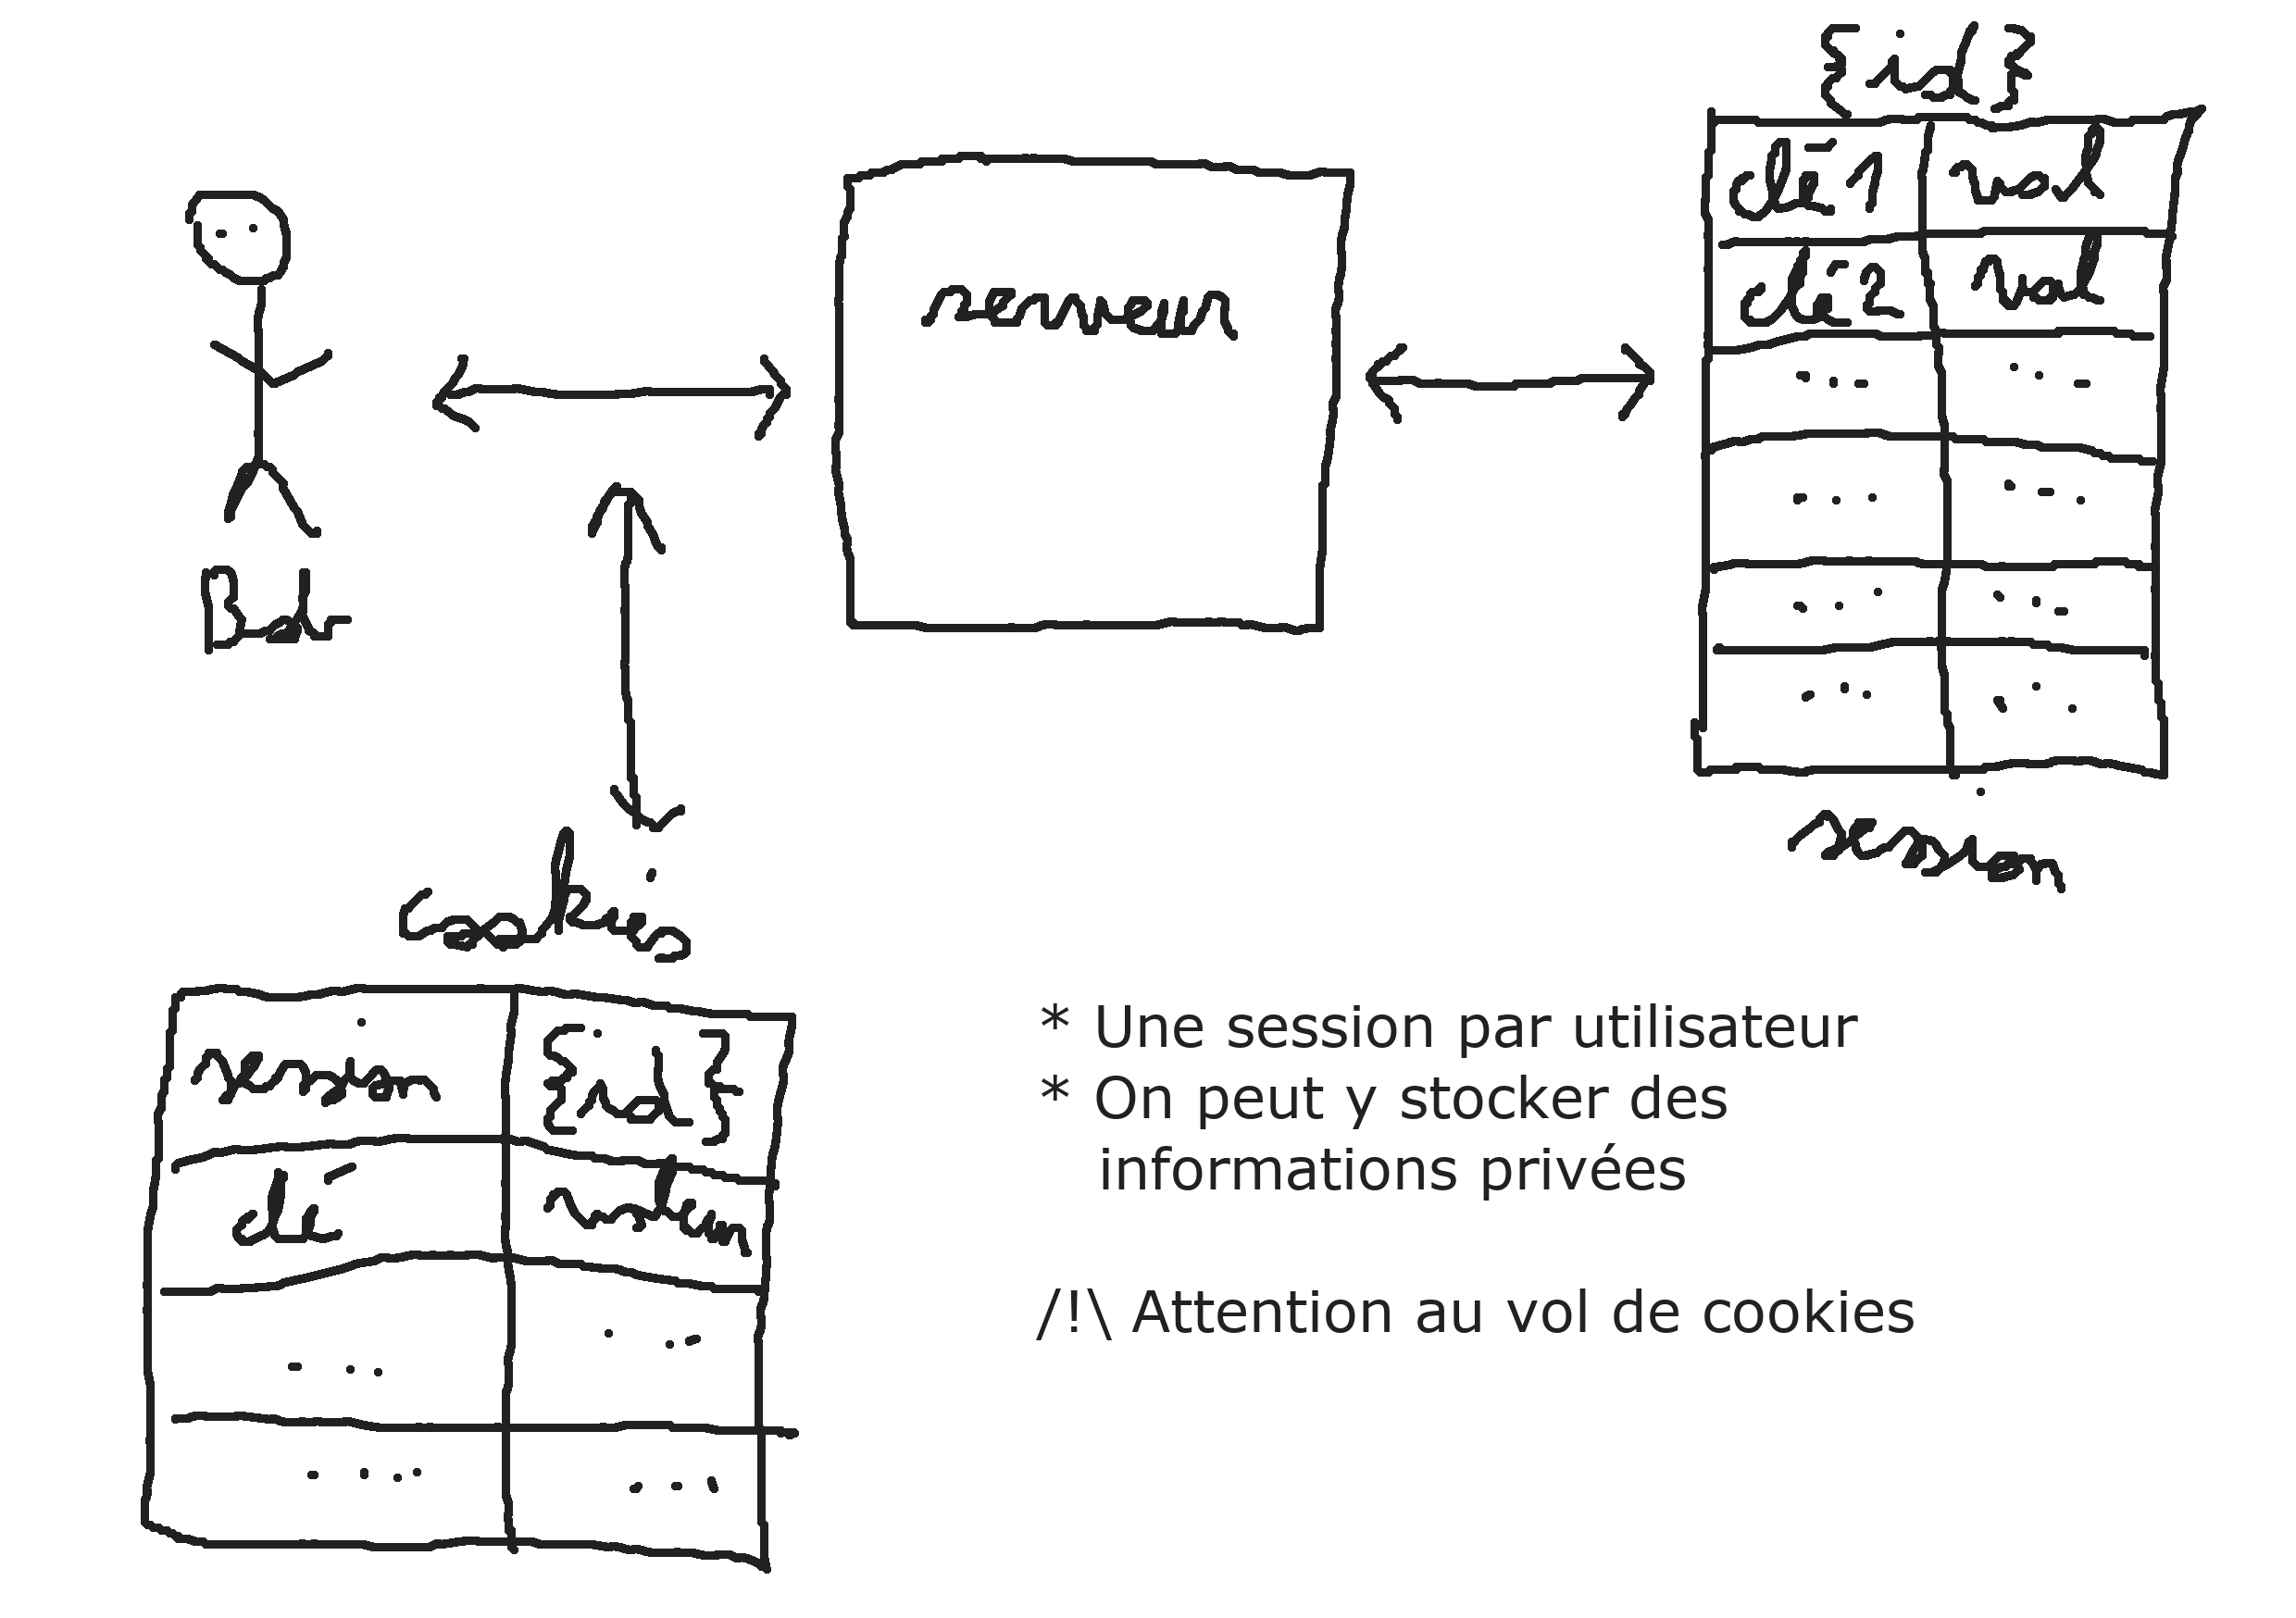 {id}
clé 1 val
clé 2 val
... ...
... ...
... ...
... ...
session
serveur
Bob
cookies
session {id}
clé valeur
... ...
.... ...
* Une session par utilisateur
* On peut y stocker des
informations privées
/!\ Attention au vol de cookies